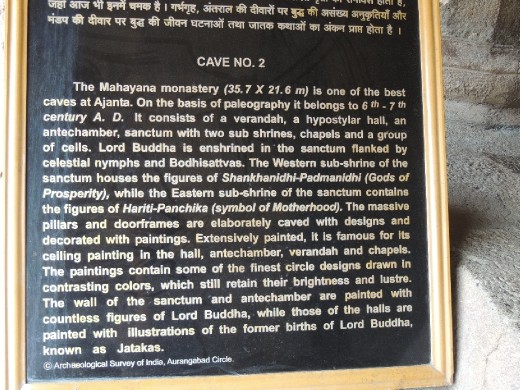 जहां आज भी इनमें चमक है । गर्भगृह, अंतराल की दीवारों पर बुद्ध की असंख्य अनुकृतियाँ और
मंडप की दीवार पर बुद्ध की जीवन घटनाओं तथा जातक कथाओं का अंकन प्राप्त होता है ।
CAVE NO. 2
The Mahayana monastery (35.7 X 21.6 m) is one of the best
caves at Ajanta. On the basis of paleography it belongs to 6 th - 7 th
century A. D. It consists of a verandah, a hypostylar hall, an
antechamber, sanctum with two sub shrines, chapels and a group
of cells. Lord Buddha is enshrined in the sanctum flanked by
celestial nymphs and Bodhisattvas. The Western sub-shrine of the
sanctum houses the figures of Shankhanidhi-Padmanidhi (Gods of
Prosperity), while the Eastern sub-shrine of the sanctum contains
the figures of Hariti-Panchika (symbol of Motherhood). The massive
pillars and doorframes are elaborately caved with designs and
decorated with paintings. Extensively painted, it is famous for its
ceiling painting in the hall, antechamber, verandah and chapels.
The paintings contain some of the finest circle designs drawn in
contrasting colors, which still retain their brightness and lustre.
The wall of the sanctum and antechamber are painted with
countless figures of Lord Buddha, while those of the halls are
painted with illustrations of the former births of Lord Buddha,
known as Jatakas.
© Archaeological Survey of India, Aurangabad Circle.